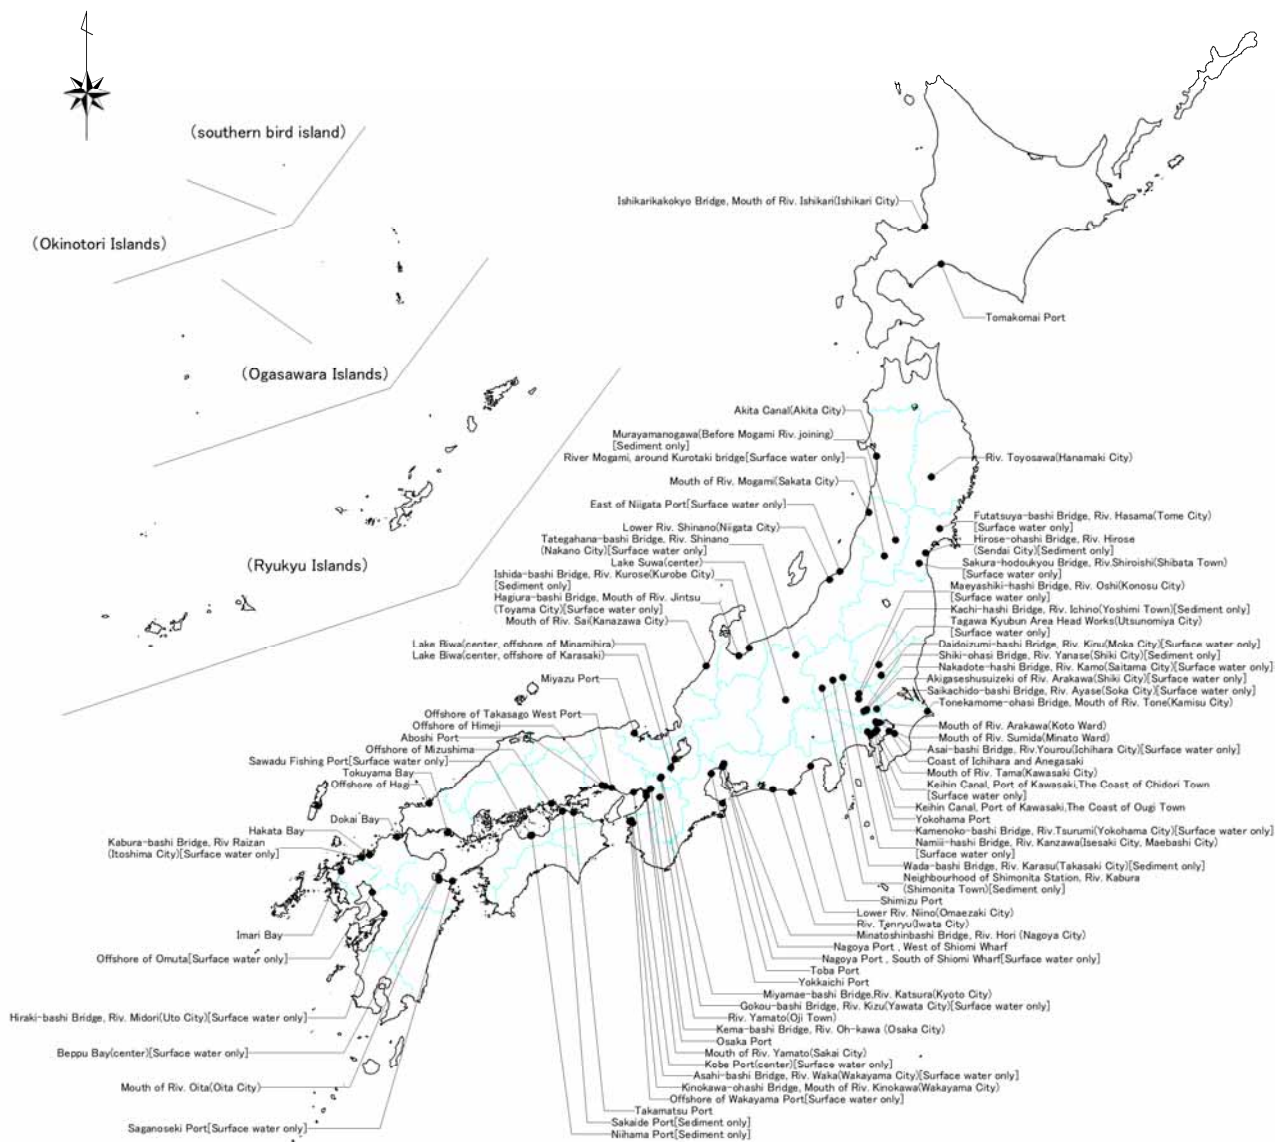 (southern bird island)
(Okinotori Islands)
(Ogasawara Islands)
(Ryukyu Islands)
Ishikarikakokyo Bridge, Mouth of Riv. Ishikari(Ishikari City)
Tomakomai Port
Akita Canal(Akita City)
Murayamanogawa(Before Mogami Riv. joining)
[Sediment only]
River Mogami, around Kurotaki bridge[Surface water only]
Mouth of Riv. Mogami(Sakata City)
East of Niigata Port[Surface water only]
Lower Riv. Shinano(Niigata City)
Tategahana-bashi Bridge, Riv. Shinano
(Nakano City)[Surface water only]
Lake Suwa(center)
Ishida-bashi Bridge, Riv. Kurose(Kurobe City)
[Sediment only]
Hagiura-bashi Bridge, Mouth of Riv. Jintsu
(Toyama City)[Surface water only]
Mouth of Riv. Sai(Kanazawa City)
Lake Biwa(center, offshore of Minamihira)
Lake Biwa(center, offshore of Karasaki)
Miyazu Port
Offshore of Takasago West Port
Offshore of Himeji
Aboshi Port
Offshore of Mizushima
Sawadu Fishing Port[Surface water only]
Tokuyama Bay
Offshore of Hagi
Dokai Bay
Hakata Bay
Kabura-bashi Bridge, Riv Raizan
(Itoshima City)[Surface water only]
Imari Bay
Offshore of Omuta[Surface water only]
Hiraki-bashi Bridge, Riv. Midori(Uto City)[Surface water only]
Beppu Bay(center)[Surface water only]
Mouth of Riv. Oita(Oita City)
Saganoseki Port[Surface water only]
Riv. Toyosawa(Hanamaki City)
Futatsuya-bashi Bridge, Riv. Hasama(Tome City)
[Surface water only]
Hirose-ohashi Bridge, Riv. Hirose
(Sendai City)[Sediment only]
Sakura-hodoukyou Bridge, Riv.Shiroishi(Shibata Town)
[Surface water only]
Maeyashiki-hashi Bridge, Riv. Oshi(Konosu City)
[Surface water only]
Kachi-hashi Bridge, Riv. Ichino(Yoshimi Town)[Sediment only]
Tagawa Kyubun Area Head Works(Utsunomiya City)
[Surface water only]
Daidoizumi-bashi Bridge, Riv. Kinu(Moka City)[Surface water only]
Shiki-ohasi Bridge, Riv. Yanase(Shiki City)[Sediment only]
Nakadote-hashi Bridge, Riv. Kamo(Saitama City)[Surface water only]
Akigaseshusuizeki of Riv. Arakawa(Shiki City)[Surface water only]
Saikachido-bashi Bridge, Riv. Ayase(Soka City)[Surface water only]
Tonekamome-ohasi Bridge, Mouth of Riv. Tone(Kamisu City)
Mouth of Riv. Arakawa(Koto Ward)
Mouth of Riv. Sumida(Minato Ward)
Asai-bashi Bridge, Riv.Yourou(Ichihara City)[Surface water only]
Coast of Ichihara and Anegasaki
Mouth of Riv. Tama(Kawasaki City)
Keihin Canal, Port of Kawasaki,The Coast of Chidori Town
[Surface water only]
Keihin Canal, Port of Kawasaki,The Coast of Ougi Town
Yokohama Port
Kamenoko-bashi Bridge, Riv.Tsurumi(Yokohama City)[Surface water only]
Namiii-hashi Bridge, Riv. Kanzawa(Isesaki City, Maebashi City)
[Surface water only]
Wada-bashi Bridge, Riv. Karasu(Takasaki City)[Sediment only]
Neighbourhood of Shimonita Station, Riv. Kabura
(Shimonita Town)[Sediment only]
Shimizu Port
Lower Riv. Niino(Omaezaki City)
Riv. Tenryu(Iwata City)
Minatoshinbashi Bridge, Riv. Hori (Nagoya City)
Nagoya Port , West of Shiomi Wharf
Nagoya Port , South of Shiomi Wharf[Surface water only]
Toba Port
Yokkaichi Port
Miyamae-bashi Bridge,Riv. Katsura(Kyoto City)
Gokou-bashi Bridge, Riv. Kizu(Yawata City)[Surface water only]
Riv. Yamato(Oji Town)
Kema-bashi Bridge, Riv. Oh-kawa (Osaka City)
Osaka Port
Mouth of Riv. Yamato(Sakai City)
Kobe Port(center)[Surface water only]
Asahi-bashi Bridge, Riv. Waka(Wakayama City)[Surface water only]
Kinokawa-ohashi Bridge, Mouth of Riv. Kinokawa(Wakayama City)
Offshore of Wakayama Port[Surface water only]
Takamatsu Port
Sakaide Port[Sediment only]
Niihama Port[Sediment only]